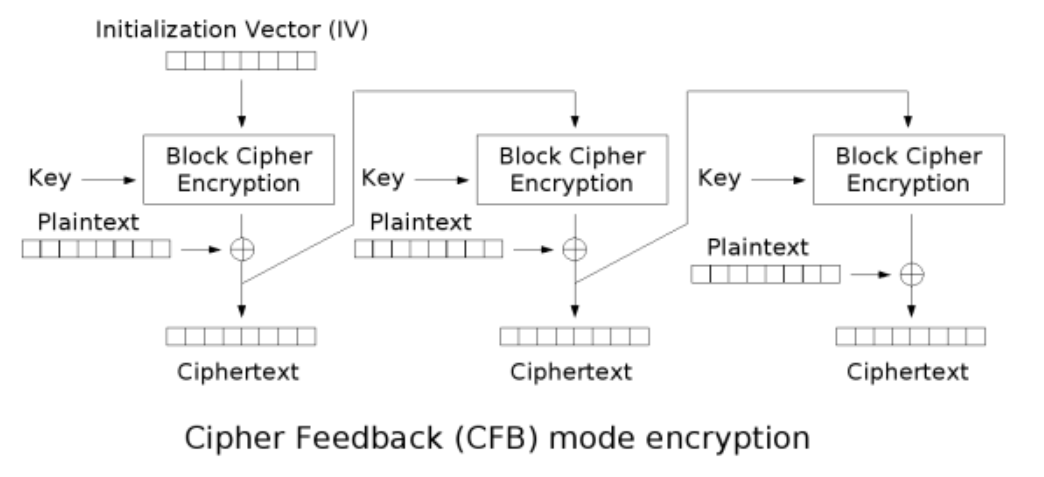 Initialization Vector (IV)
Block Cipher
Encryption
Key
Plaintext
Ciphertext
Block Cipher
Encryption
Key
Plaintext
Ciphertext
Block Cipher
Encryption
Key
Plaintext
Ciphertext
Cipher Feedback (CFB) mode encryption